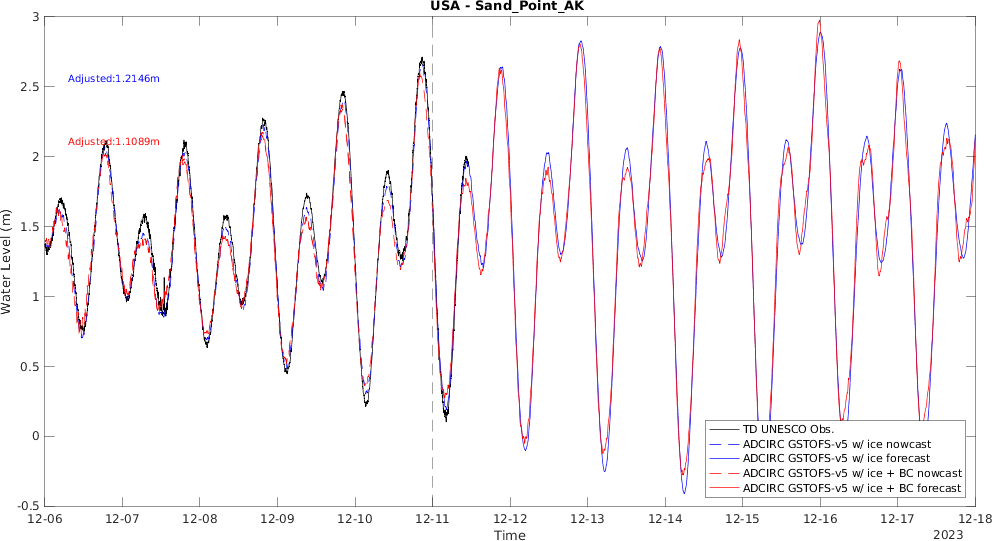 USA - Sand_Point_AK
Adjusted:1.2146m
Adjusted:1.1089m
Water Level (m)
3
2.5
2
1.5
1
0.5
0
-0.5
TD UNESCO Obs.
ADCIRC GSTOFS-v5 w/ ice nowcast
ADCIRC GSTOFS-v5 w/ ice forecast
ADCIRC GSTOFS-v5 w/ ice + BC nowcast
ADCIRC GSTOFS-v5 w/ ice + BC forecast
12-06 12-07 12-08 12-09 12-10 12-11 12-12 12-13 12-14 12-15 12-16 12-17 12-18
Time
2023